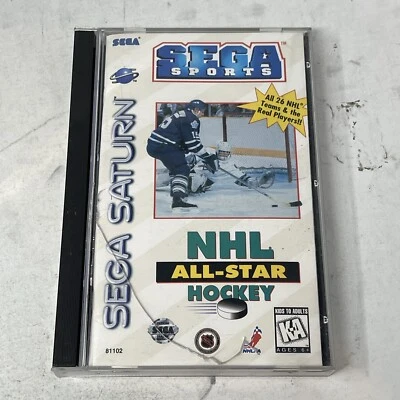 SEGA
SEGA
SPORTS
All 26 NHL®
Teams & the
Real Players!!
SEGA SATURN
NHL
ALL-STAR
HOCKEY
SEGA
KIDS TO ADULTS
K-A
AGES 6+
81102